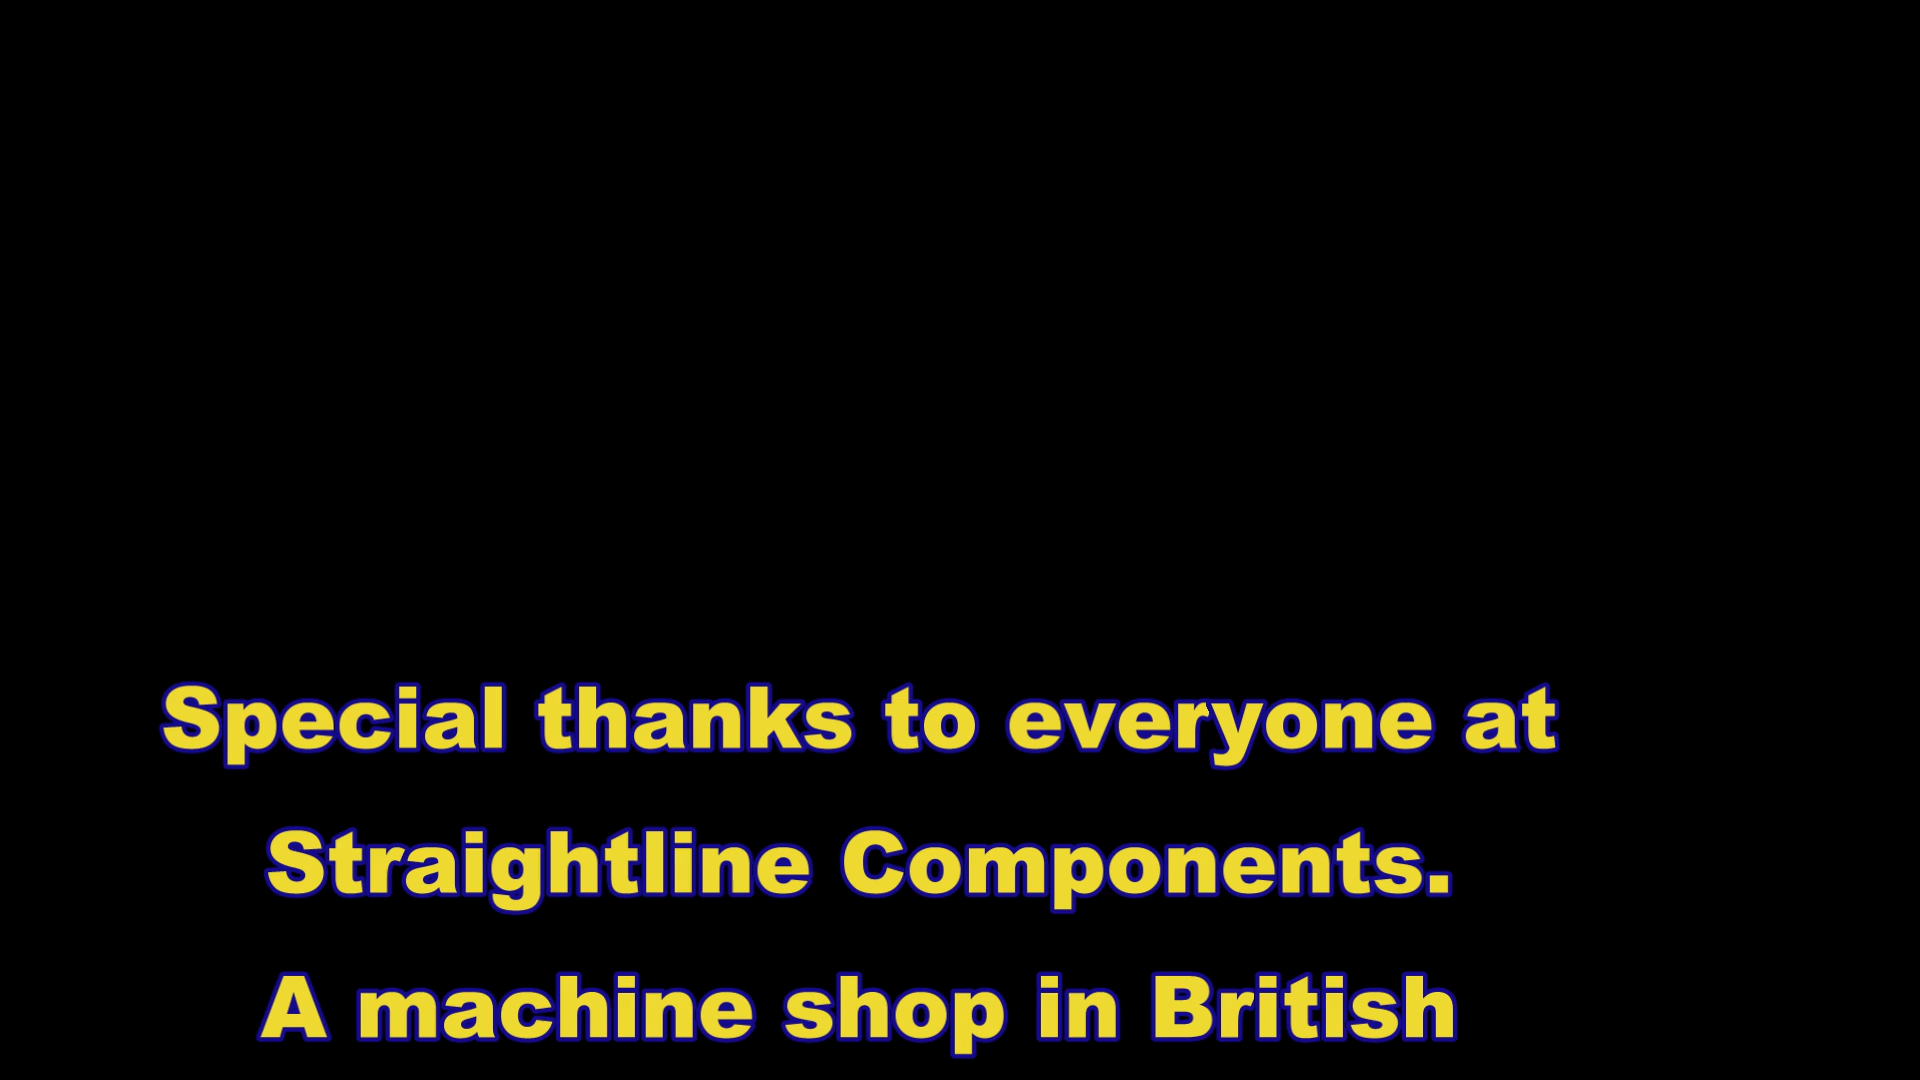 Special thanks to everyone at
Straightline Components.
A machine shop in British